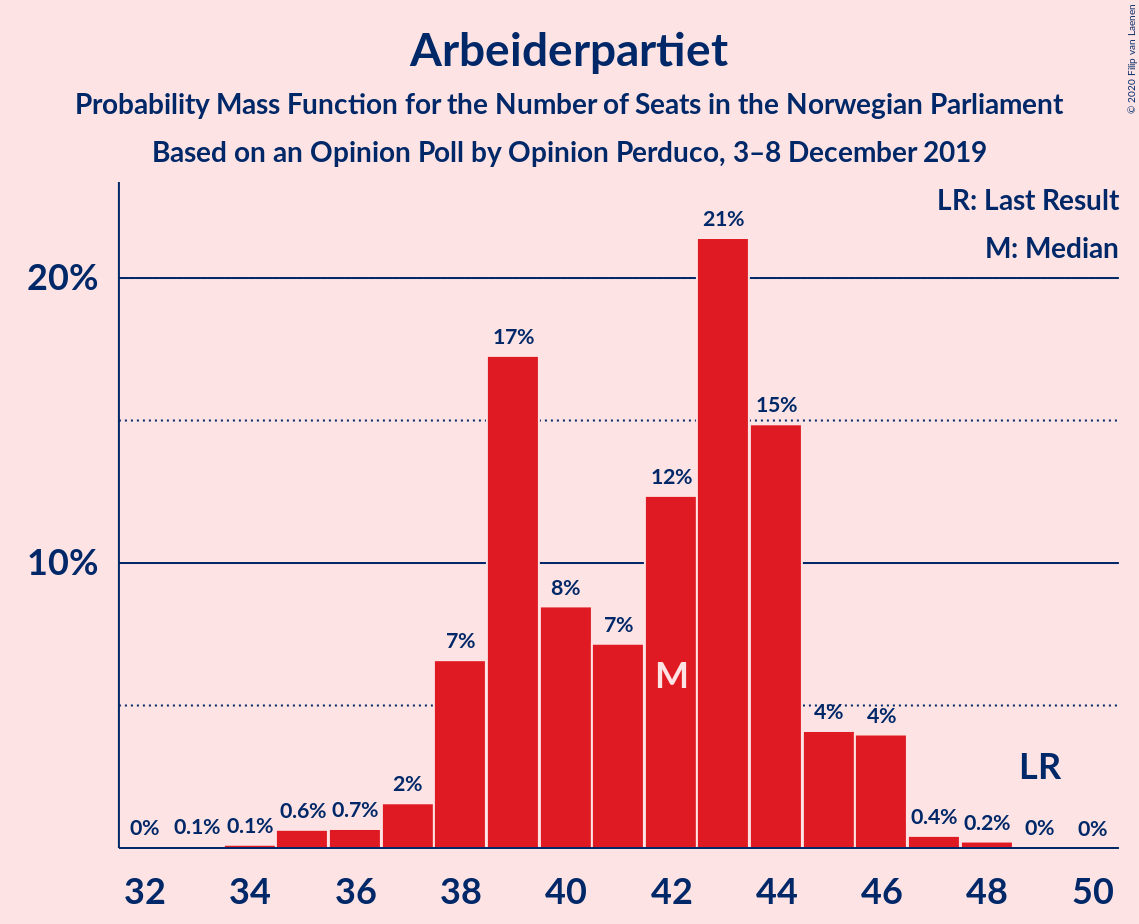 Arbeiderpartiet
Probability Mass Function for the Number of Seats in the Norwegian Parliament
Based on an Opinion Poll by Opinion Perduco, 3–8 December 2019
© 2020 Filip van Laenen
LR: Last Result
M: Median
20%
10%
0%
0.1%
0.1%
0.6%
0.7%
2%
7%
17%
8%
7%
12%
21%
15%
4%
4%
0.4%
0.2%
0%
0%
M
LR
32 34 36 38 40 42 44 46 48 50